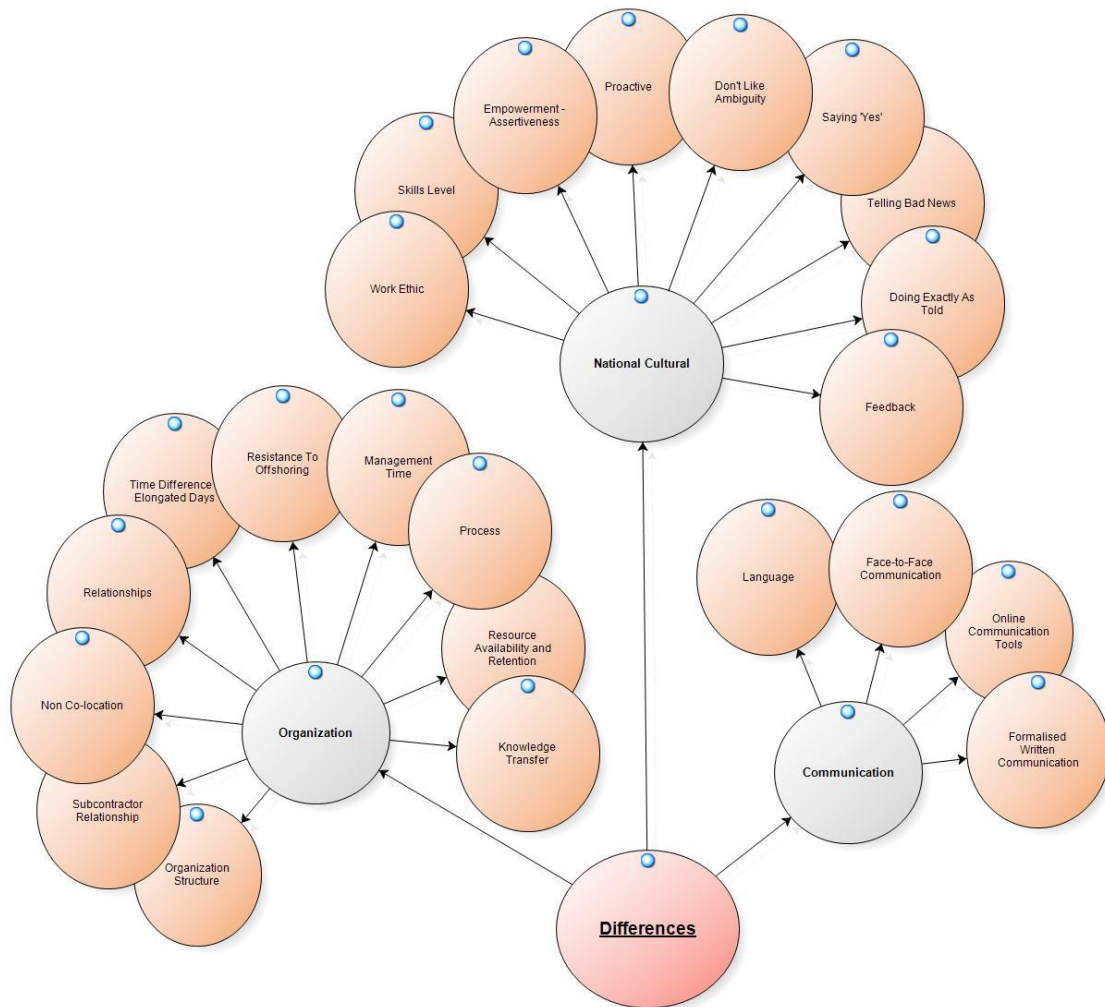 Proactive
Don't Like
Ambiguity
Empowerment -
Assertiveness
Saying 'Yes'
Skills Level
Telling Bad News
Work Ethic
Doing Exactly As
Told
National Cultural
Feedback
Resistance To
Offshoring
Management
Time
Time Difference
Elongated Days
Process
Relationships
Language
Face-to-Face
Communication
Online
Communication
Tools
Resource
Availability and
Retention
Non Co-location
Organization
Knowledge
Transfer
Communication
Formalised
Written
Communication
Subcontractor
Relationship
Organization
Structure
Differences